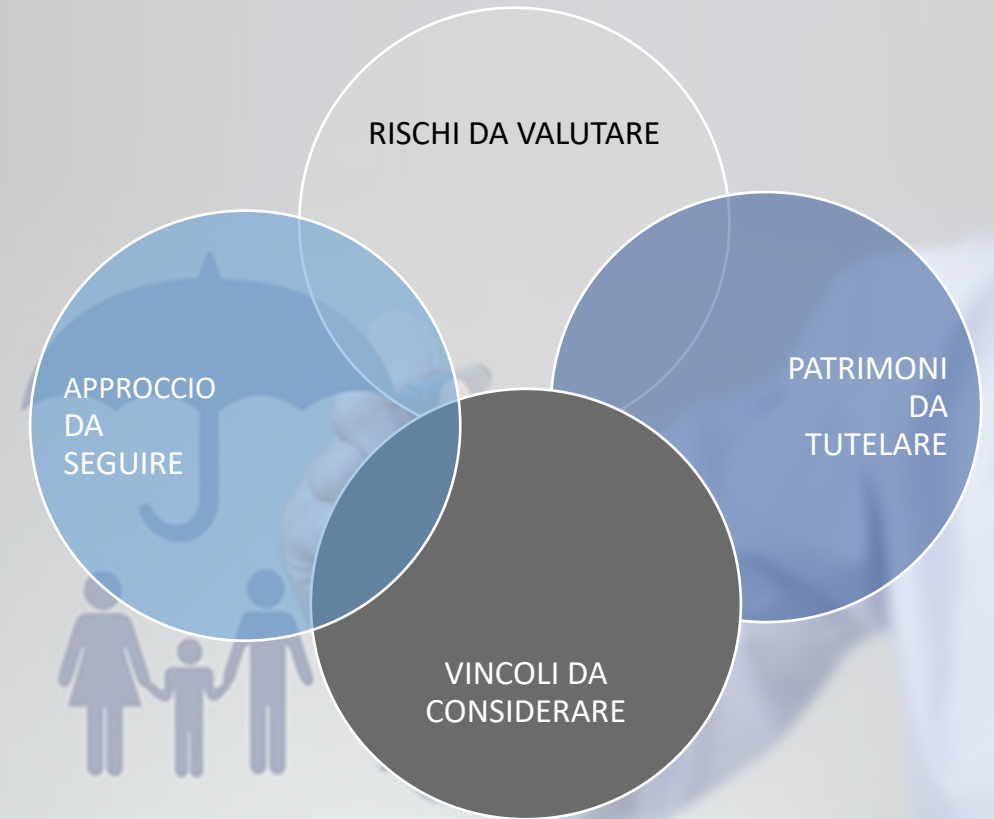 RISCHI DA VALUTARE
PATRIMONI
DA
TUTELARE
VINCOLI DA
CONSIDERARE
APPROCCIO
DA
SEGUIRE